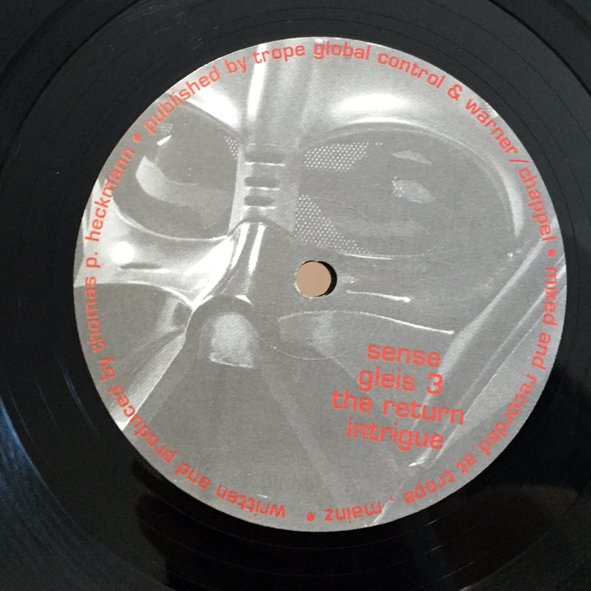 written and produced by thomas p. heckmann • published by trope global control & warner/chappel • mixed and recorded at trope, mainz •
sense
gleis 3
the return
intrigue